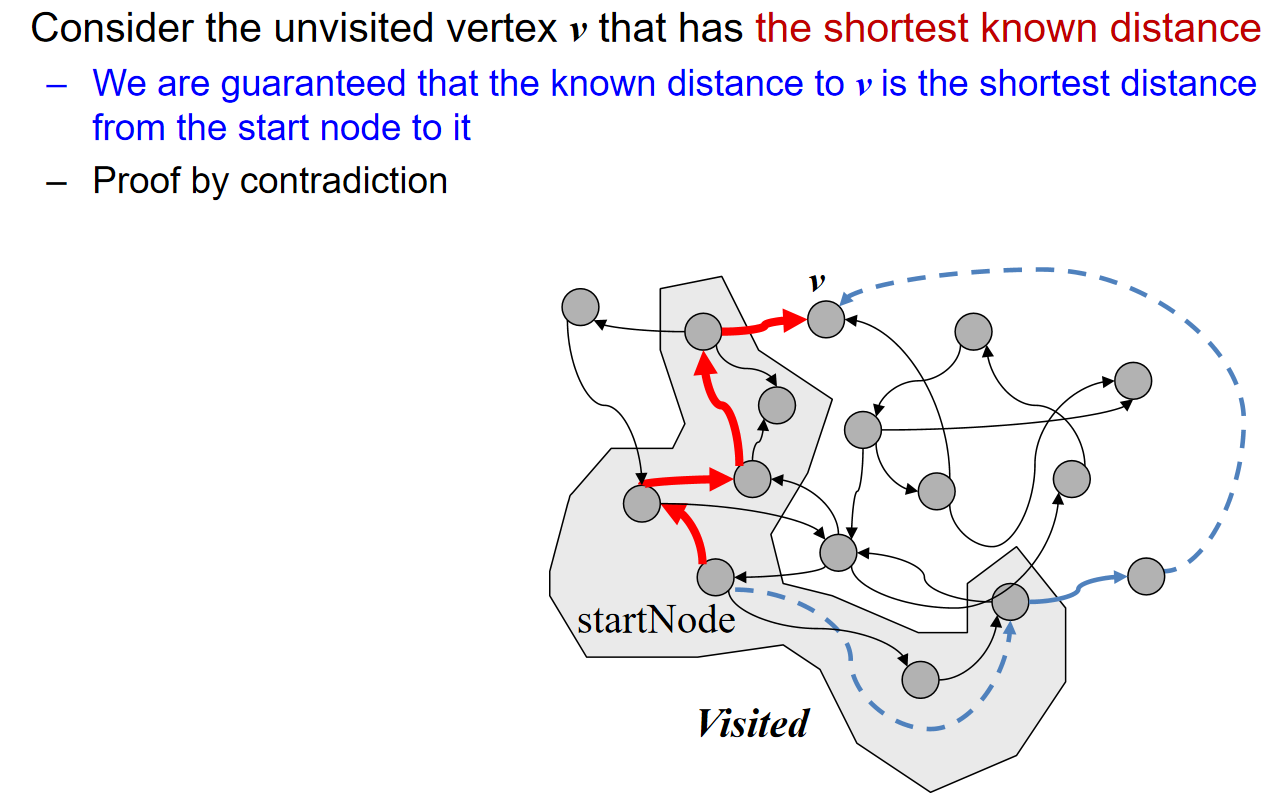 Consider the unvisited vertex v that has the shortest known distance
– We are guaranteed that the known distance to v is the shortest distance
from the start node to it
– Proof by contradiction
v
startNode
Visited